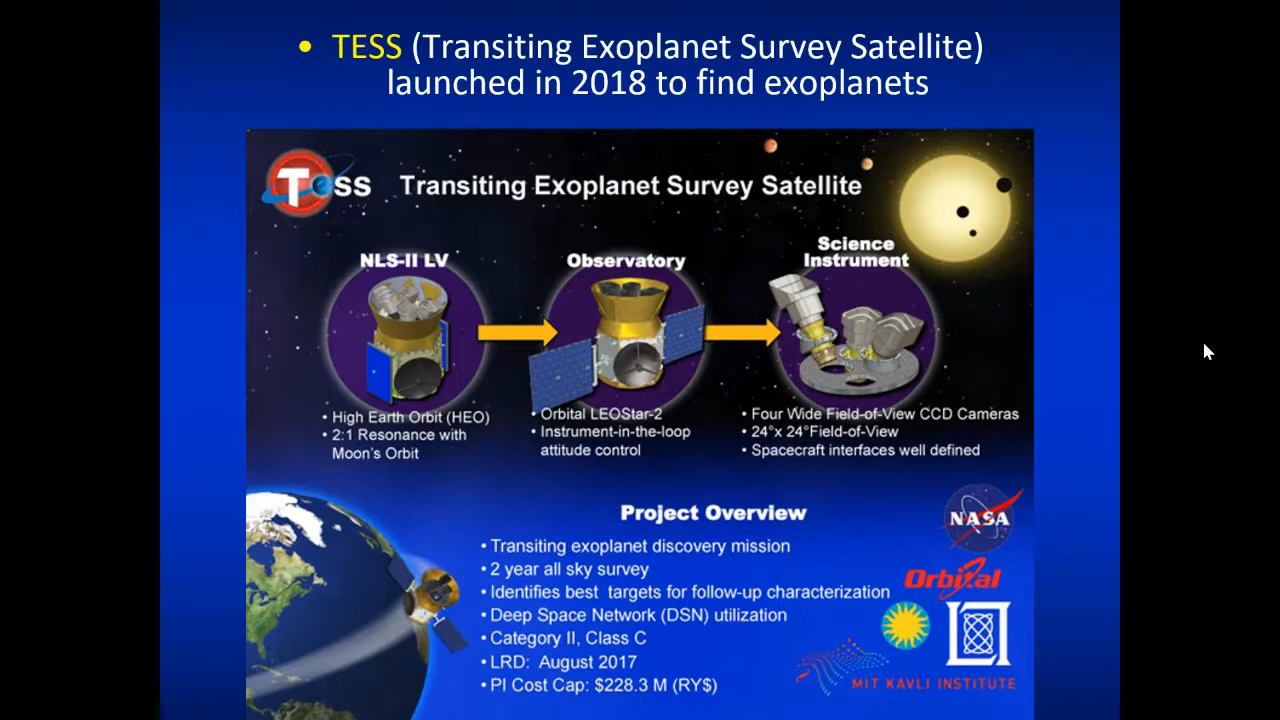 • TESS (Transiting Exoplanet Survey Satellite)
launched in 2018 to find exoplanets
Tess
Transiting Exoplanet Survey Satellite
NLS-II LV
Observatory
Science
Instrument
• High Earth Orbit (HEO)
• 2:1 Resonance with
Moon's Orbit
• Orbital LEOStar-2
• Instrument-in-the-loop
attitude control
• Four Wide Field-of-View CCD Cameras
• 24°x 24°Field-of-View
• Spacecraft interfaces well defined
Project Overview
• Transiting exoplanet discovery mission
• 2 year all sky survey
• Identifies best targets for follow-up characterization
• Deep Space Network (DSN) utilization
• Category II, Class C
• LRD: August 2017
• PI Cost Cap: $228.3 M (RY$)
NASA
Orbital
MIT KAVLI INSTITUTE